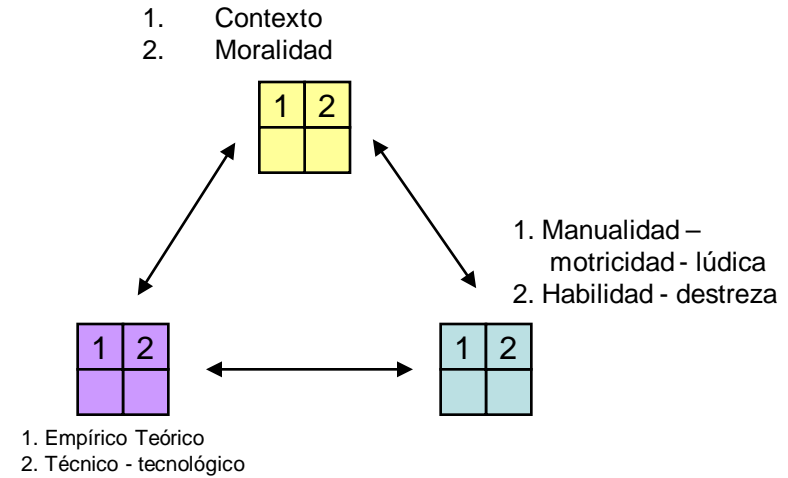 1. Contexto
2. Moralidad
1 2
1. Manualidad –
motricidad - lúdica
2. Habilidad - destreza
1 2
1 2
1. Empírico Teórico
2. Técnico - tecnológico